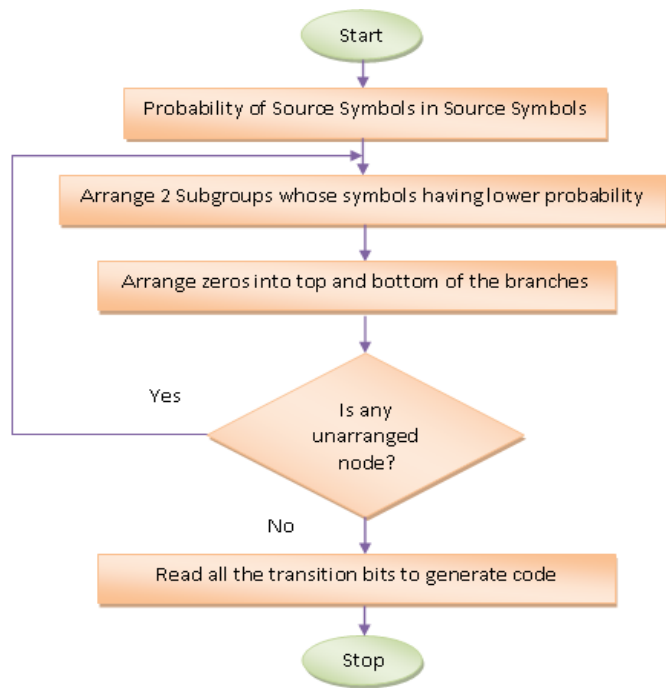 Start
Probability of Source Symbols in Source Symbols
Arrange 2 Subgroups whose symbols having lower probability
Arrange zeros into top and bottom of the branches
Yes
Is any
unarranged
node?
No
Read all the transition bits to generate code
Stop